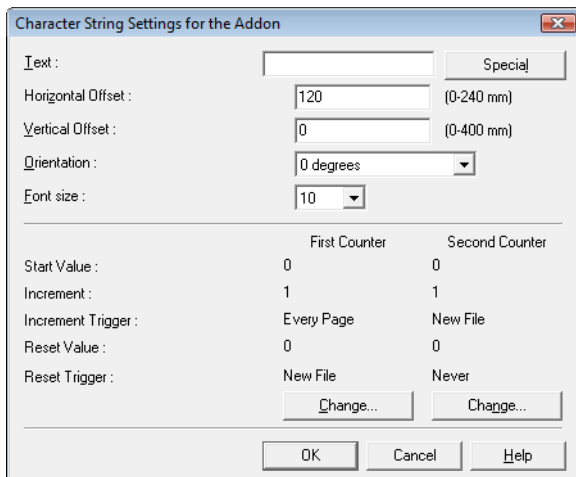 Character String Settings for the Addon
Text :
Special
Horizontal Offset : 120 (0-240 mm)
Vertical Offset : 0 (0-400 mm)
Orientation : 0 degrees
Font size : 10
First Counter Second Counter
Start Value : 0 0
Increment : 1 1
Increment Trigger : Every Page New File
Reset Value : 0 0
Reset Trigger : New File Never
Change... Change...
OK Cancel Help